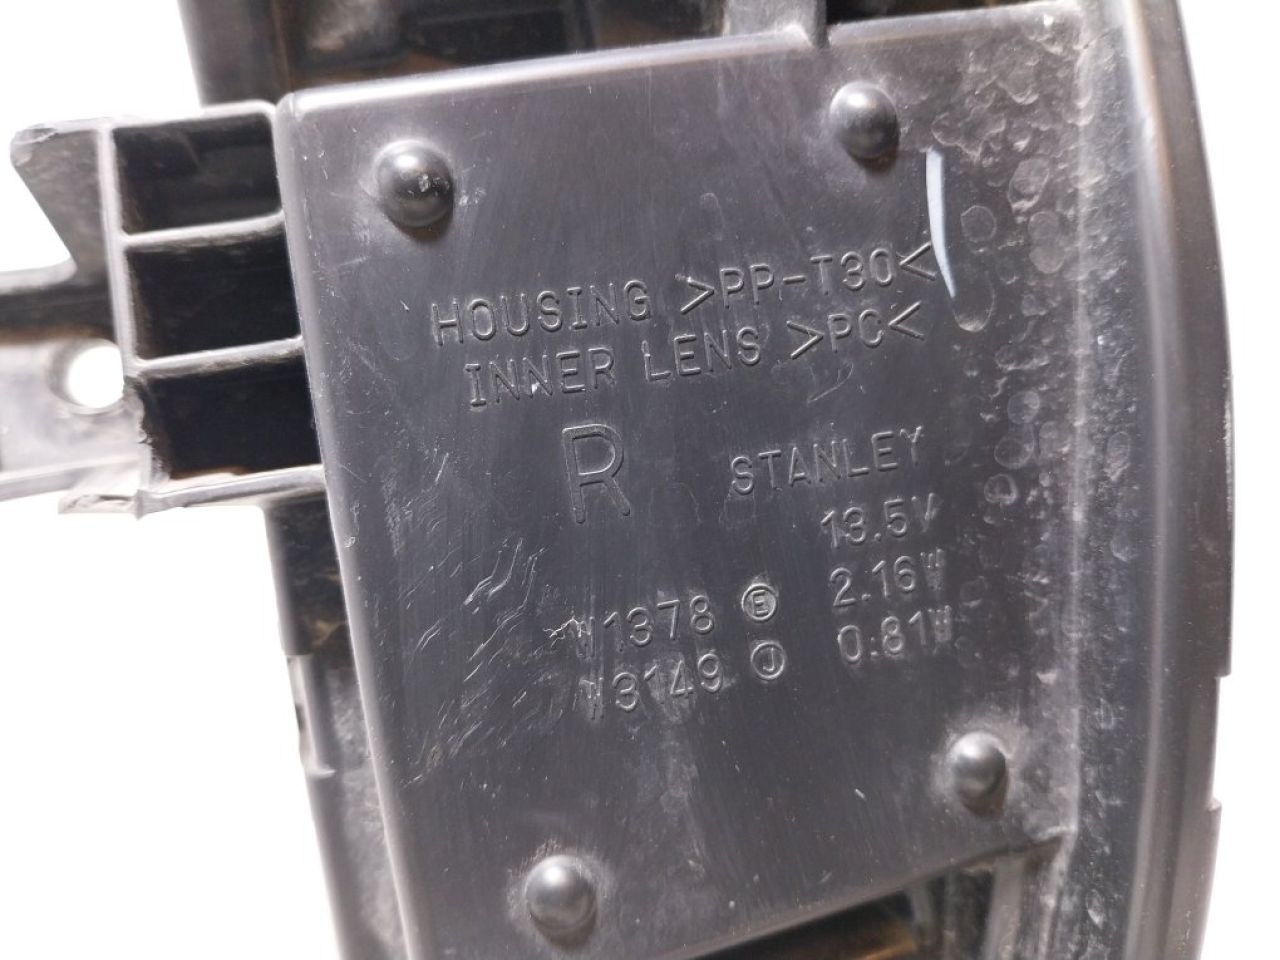 HOUSING >PP-T30<
INNER LENS >PC<
R STANLEY
13.5V
W1378 Ⓔ 2.16W
W3149 Ⓙ 0.81W